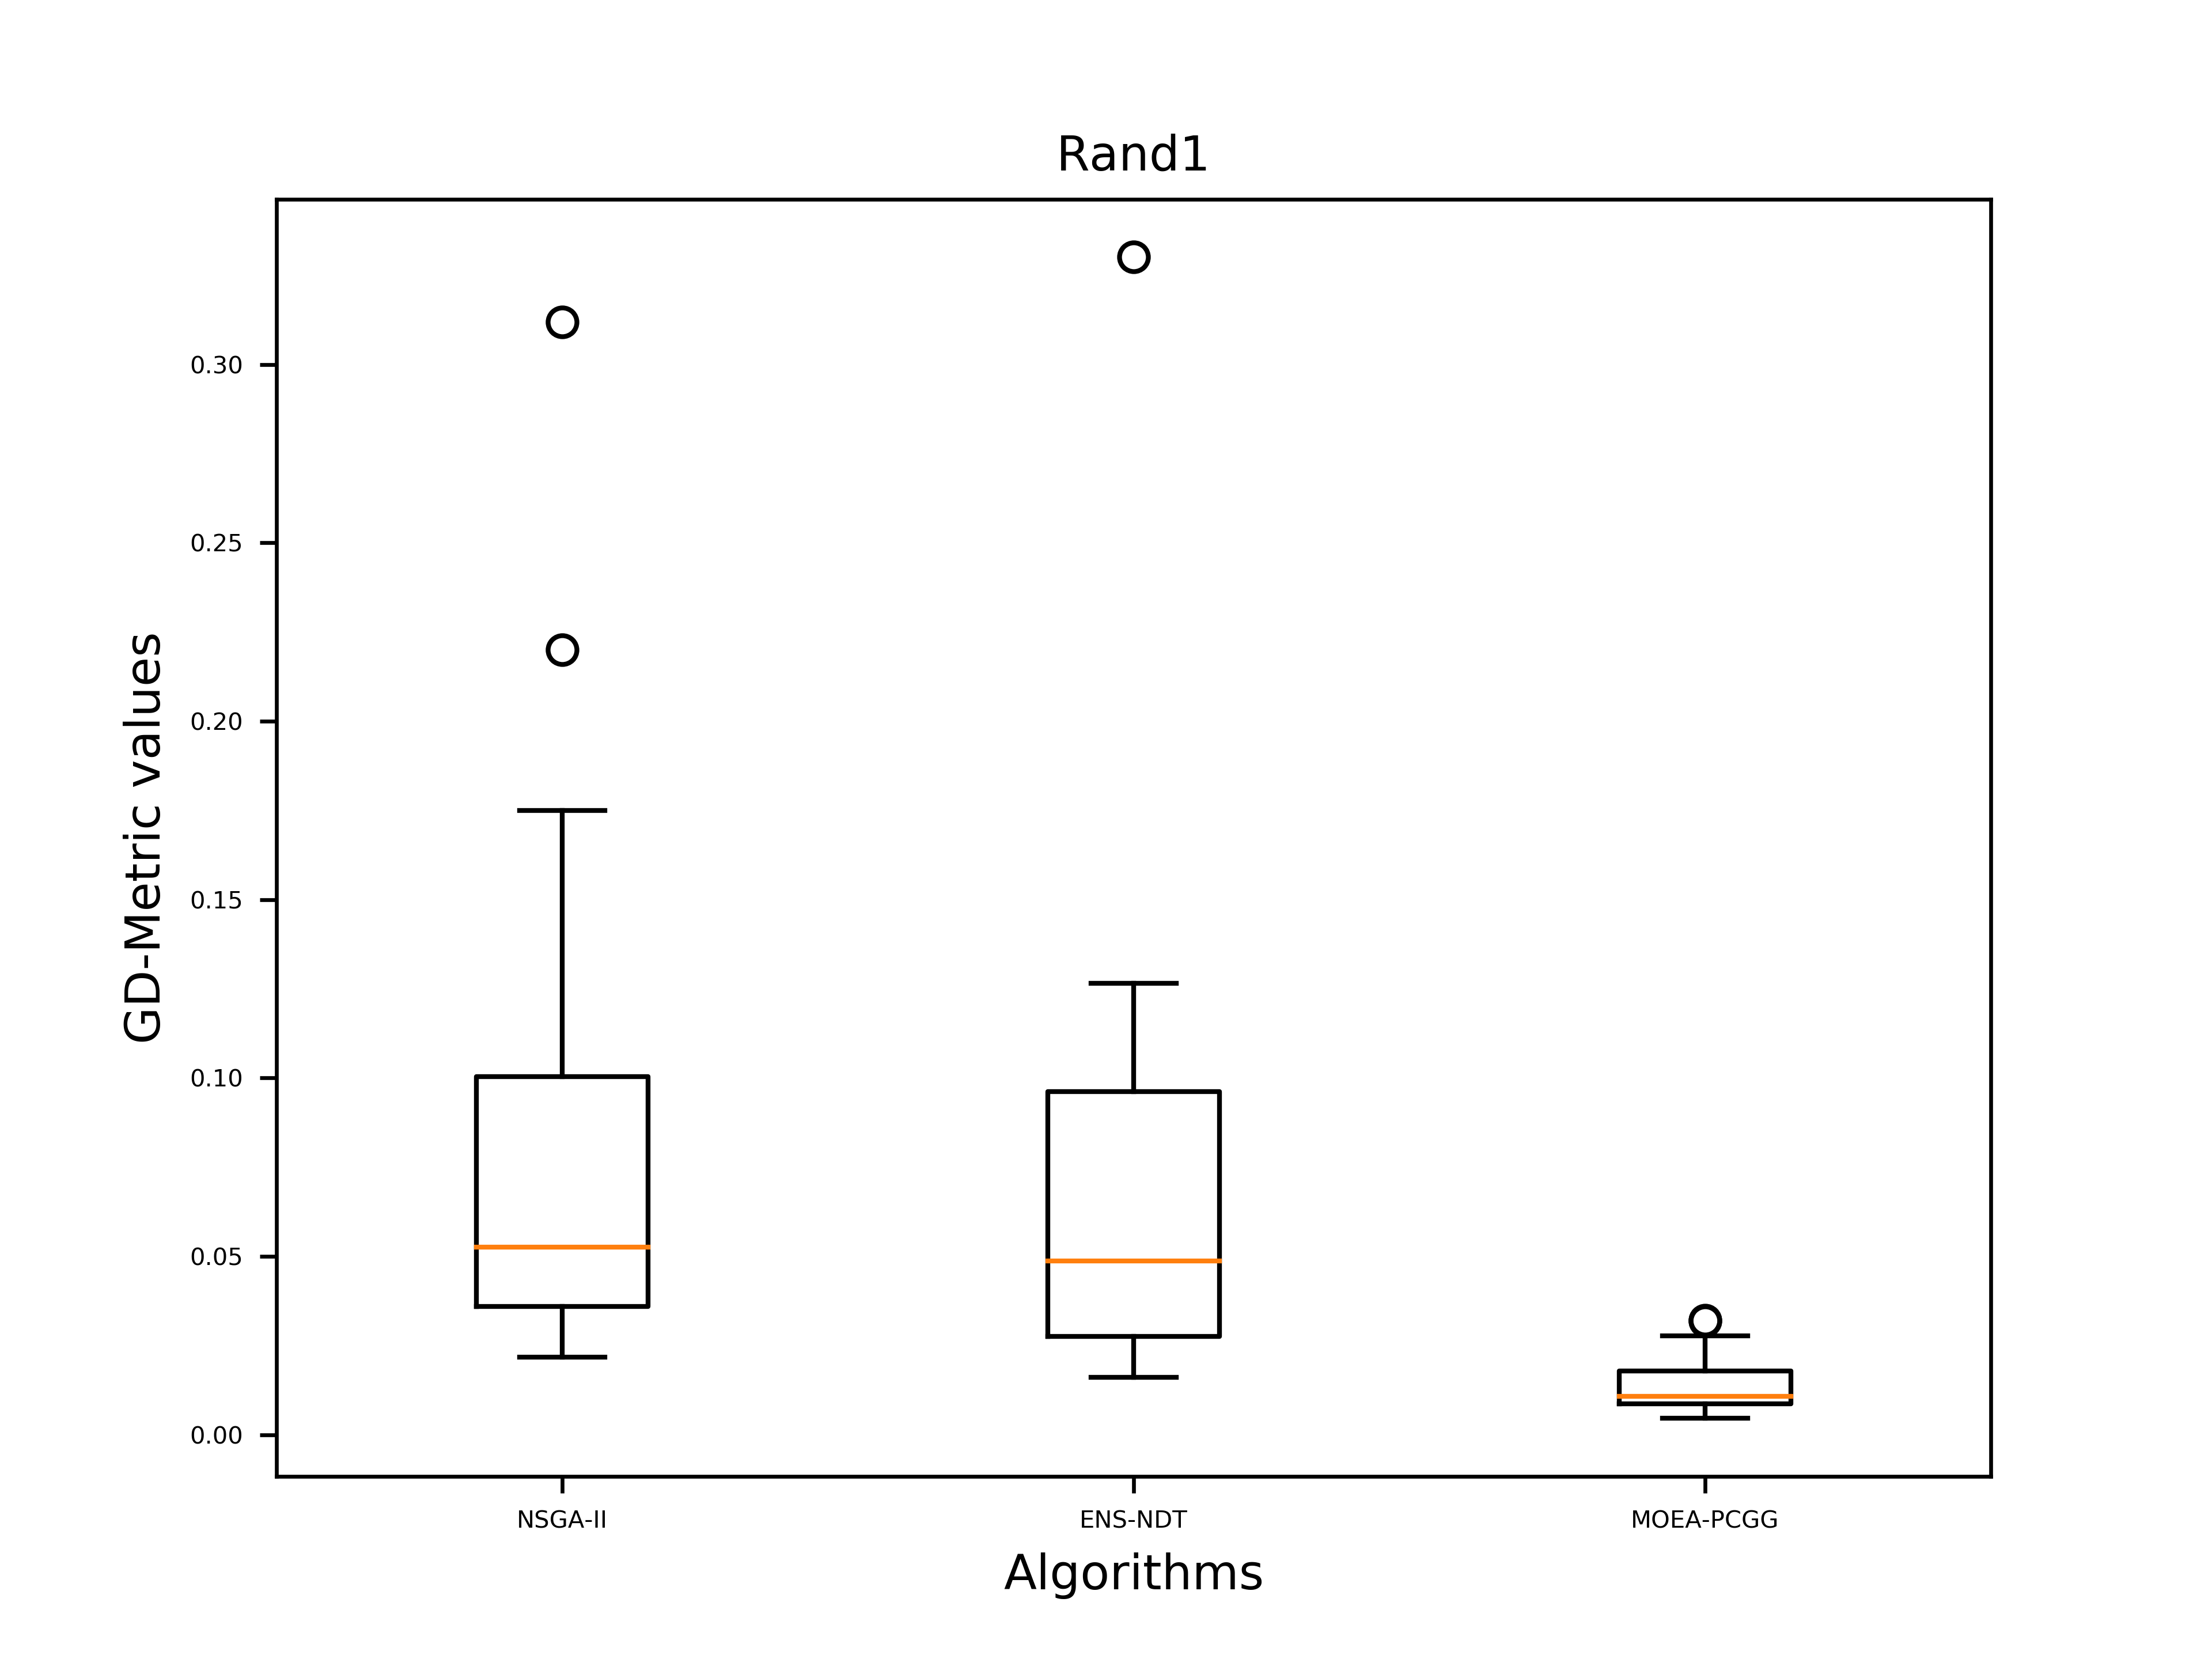 Rand1
GD-Metric values
0.30
0.25
0.20
0.15
0.10
0.05
0.00
NSGA-II ENS-NDT MOEA-PCGG
Algorithms